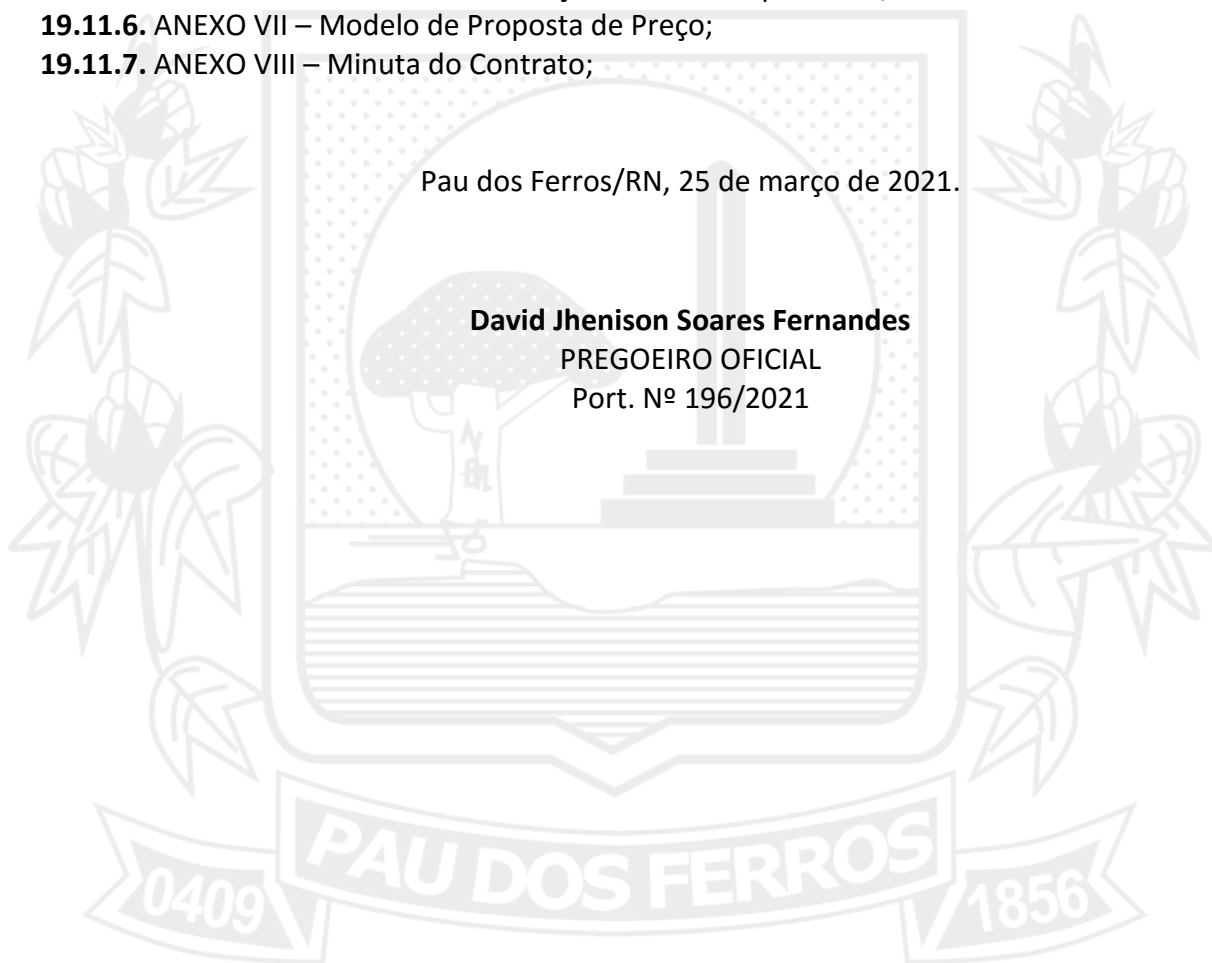 19.11.6. ANEXO VII – Modelo de Proposta de Preço;
19.11.7. ANEXO VIII – Minuta do Contrato;
Pau dos Ferros/RN, 25 de março de 2021.
David Jhenison Soares Fernandes
PREGOEIRO OFICIAL
Port. Nº 196/2021
PAU DOS FERROS
0409
1856